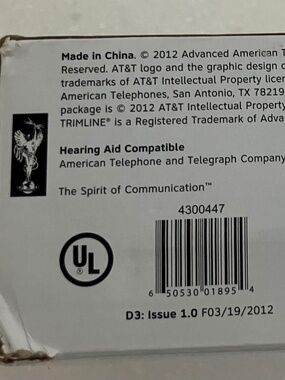 Made in China. © 2012 Advanced American T
Reserved. AT&T logo and the graphic design
trademarks of AT&T Intellectual Property licen
American Telephones, San Antonio, TX 78219
package is © 2012 AT&T Intellectual Property
TRIMLINE® is a Registered Trademark of Adva
Hearing Aid Compatible
American Telephone and Telegraph Company
The Spirit of Communication™
4300447
UL
®
6 50530 01895 4
D3: Issue 1.0 F03/19/2012